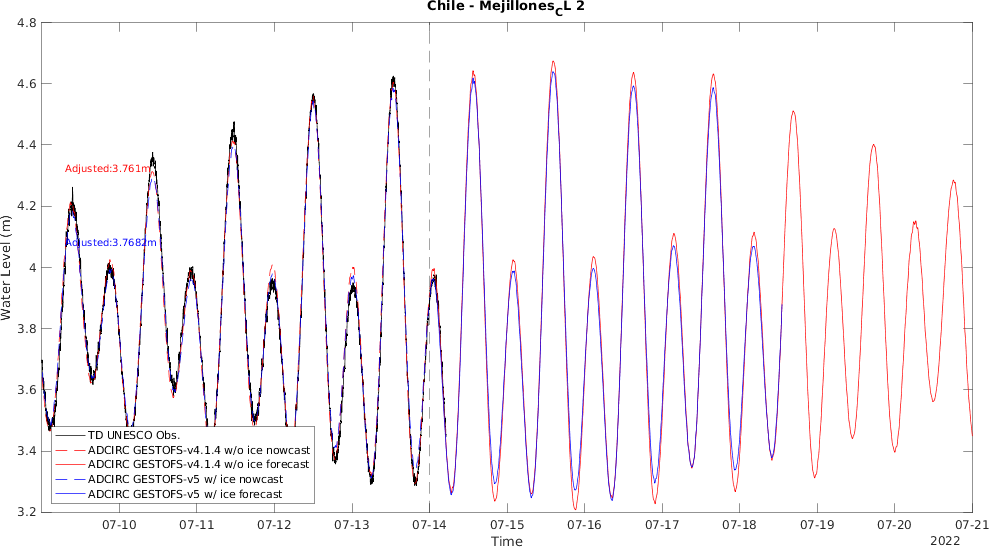 Chile - Mejillones_CL 2
Water Level (m)
4.8
4.6
4.4
4.2
4
3.8
3.6
3.4
3.2
Adjusted:3.761m
Adjusted:3.7682m
TD UNESCO Obs.
ADCIRC GESTOFS-v4.1.4 w/o ice nowcast
ADCIRC GESTOFS-v4.1.4 w/o ice forecast
ADCIRC GESTOFS-v5 w/ ice nowcast
ADCIRC GESTOFS-v5 w/ ice forecast
07-10 07-11 07-12 07-13 07-14 07-15 07-16 07-17 07-18 07-19 07-20 07-21
Time
2022